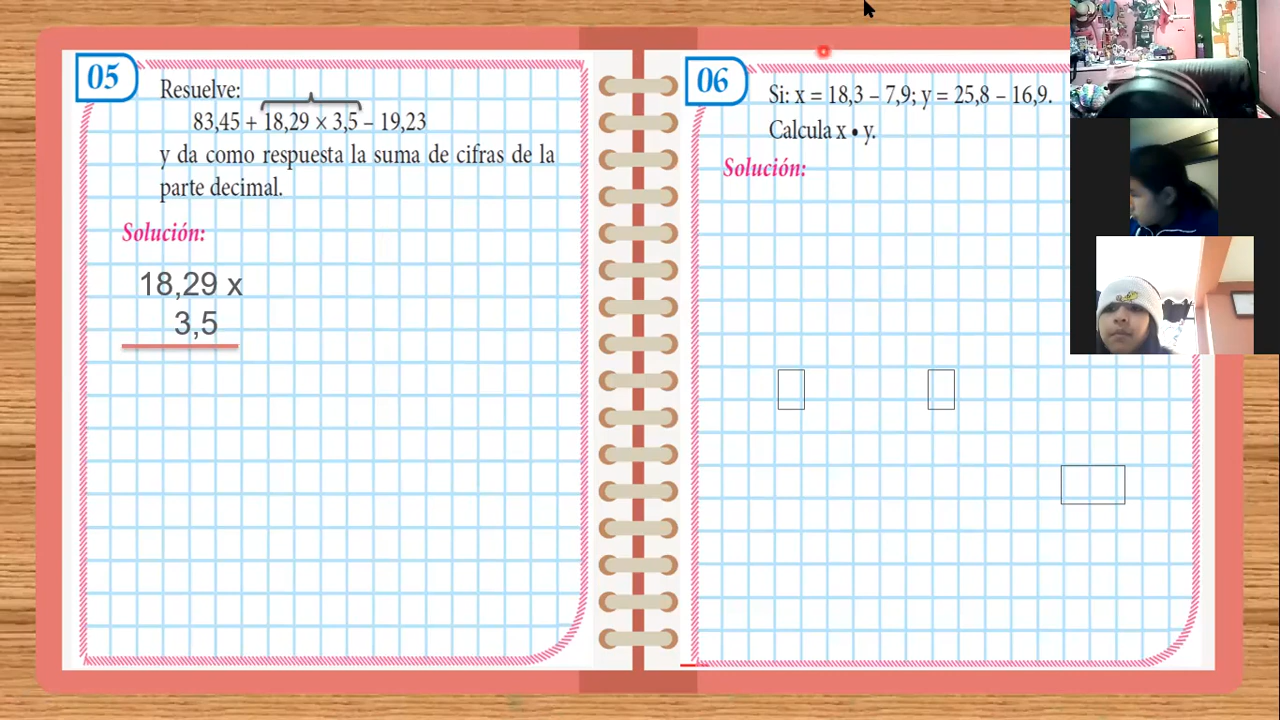 05
Resuelve:
83,45 + 18,29 × 3,5 – 19,23
y da como respuesta la suma de cifras de la
parte decimal.
Solución:
18,29 x
3,5
06
Si: x = 18,3 – 7,9; y = 25,8 – 16,9.
Calcula x • y.
Solución: